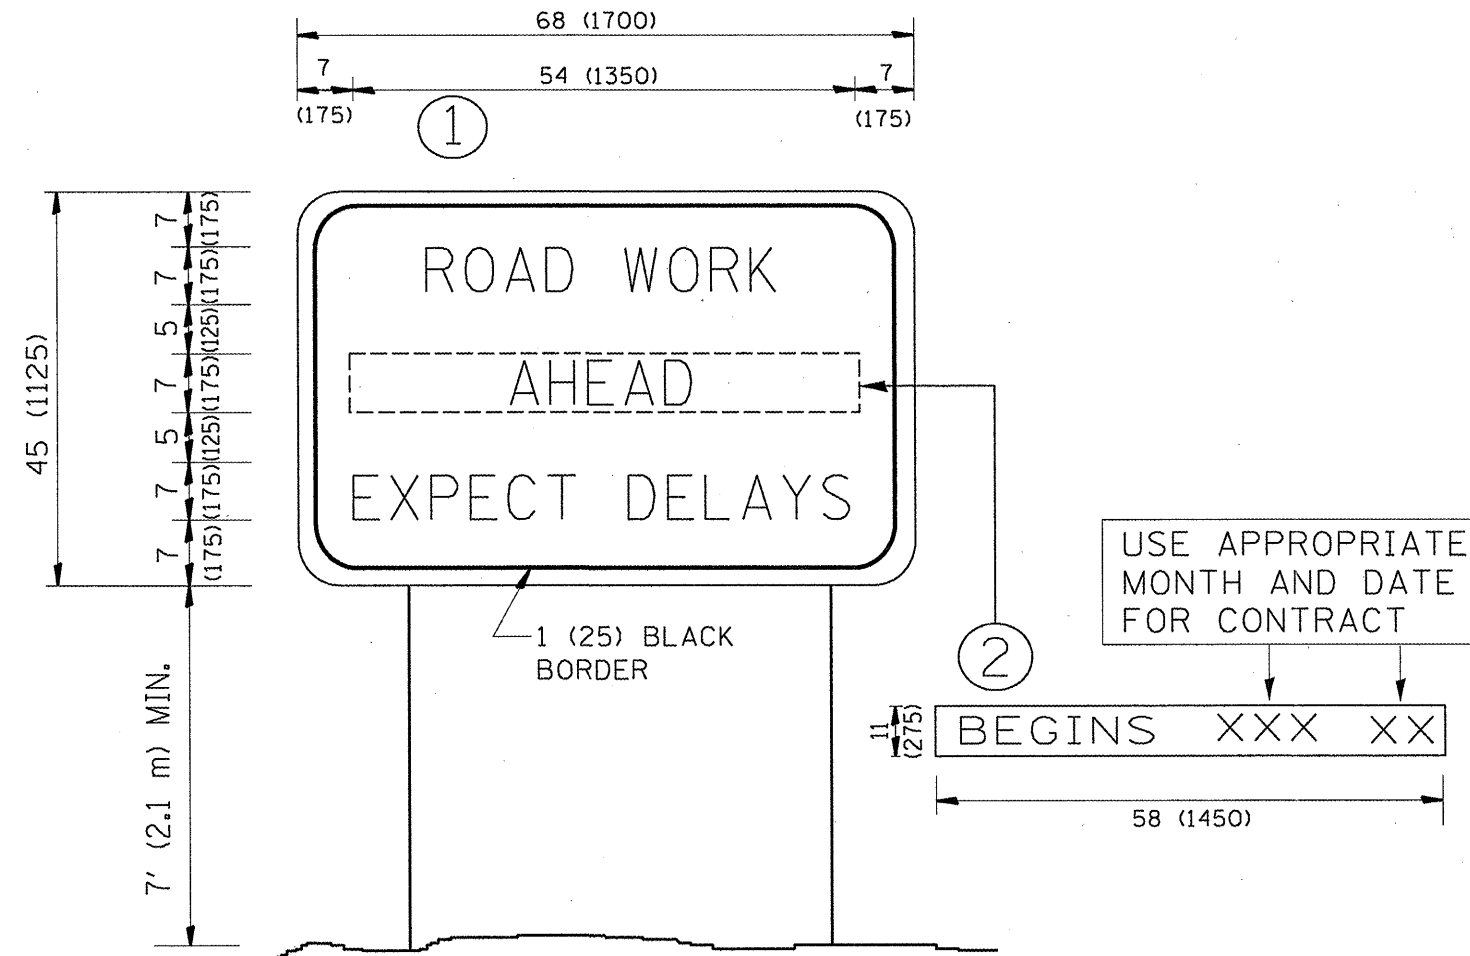 68 (1700)
7 54 (1350) 7
(175) (175)
1
7 (175)
7 (175)
5 (125)
7 (175)
5 (125)
7 (175)
7 (175)
45 (1125)
ROAD WORK
AHEAD
EXPECT DELAYS
1 (25) BLACK
BORDER
7' (2.1 m) MIN.
2
USE APPROPRIATE
MONTH AND DATE
FOR CONTRACT
11
(275)
BEGINS XXX XX
58 (1450)